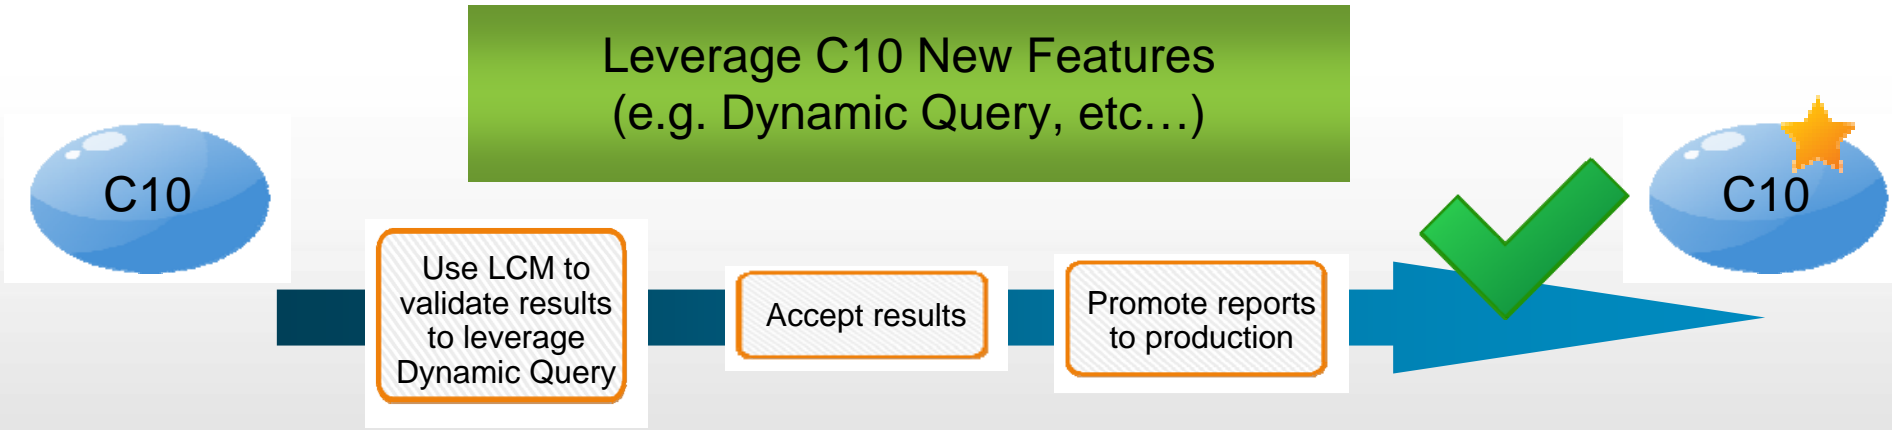 Leverage C10 New Features
(e.g. Dynamic Query, etc…)
C10
C10
Use LCM to
validate results
to leverage
Dynamic Query
Accept results
Promote reports
to production